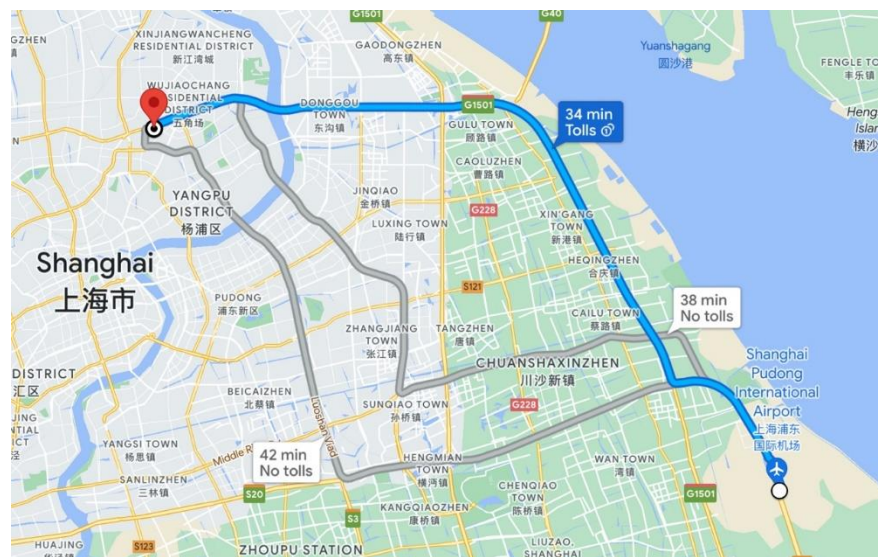 G1501
G40
XINJIANGWANCHENG
RESIDENTIAL DISTRICT
新江湾城
GAODONGZHEN
高东镇
Yuanshagang
圆沙港
FENGLE TO
丰乐镇
WUJIAOCHANG
RESIDENTIAL
DISTRICT
五角场
DONGGOU
TOWN
东沟镇
G1501
34 min
Tolls
GULU TOWN
顾路镇
Heng
Islan
横沙
CAOLUZHEN
曹路镇
YANGPU
DISTRICT
杨浦区
JINQIAO
金桥镇
G228
LUXING TOWN
陆行镇
XIN'GANG
TOWN
新港镇
HEQINGZHEN
合庆镇
Shanghai
上海市
S121
PUDONG
浦东新区
38 min
No tolls
CAILU TOWN
蔡路镇
ZHANGJIANG
TOWN
张江镇
TANGZHEN
唐镇
CHUANSHAXINZHEN
川沙新镇
Shanghai
Pudong
International
Airport
上海浦东
国际机场
DISTRICT
汇区
BEICAIZHEN
北蔡镇
Luoshan Viad
SUNQIAO TOWN
孙桥镇
G228
JING
CT
泾
YANGSI TOWN
杨思镇
Middle Ri
42 min
No tolls
HENGMIAN
TOWN
横沔镇
WAN TOWN
湾镇
SANLINZHEN
三林镇
S20
CHENQIAO
TOWN
陈桥镇
G1501
KANGQIAOZHEN
康桥镇
S3
HUAJING
S123
ZHOUPU STATION
LIUZAO,
SHANGHAI